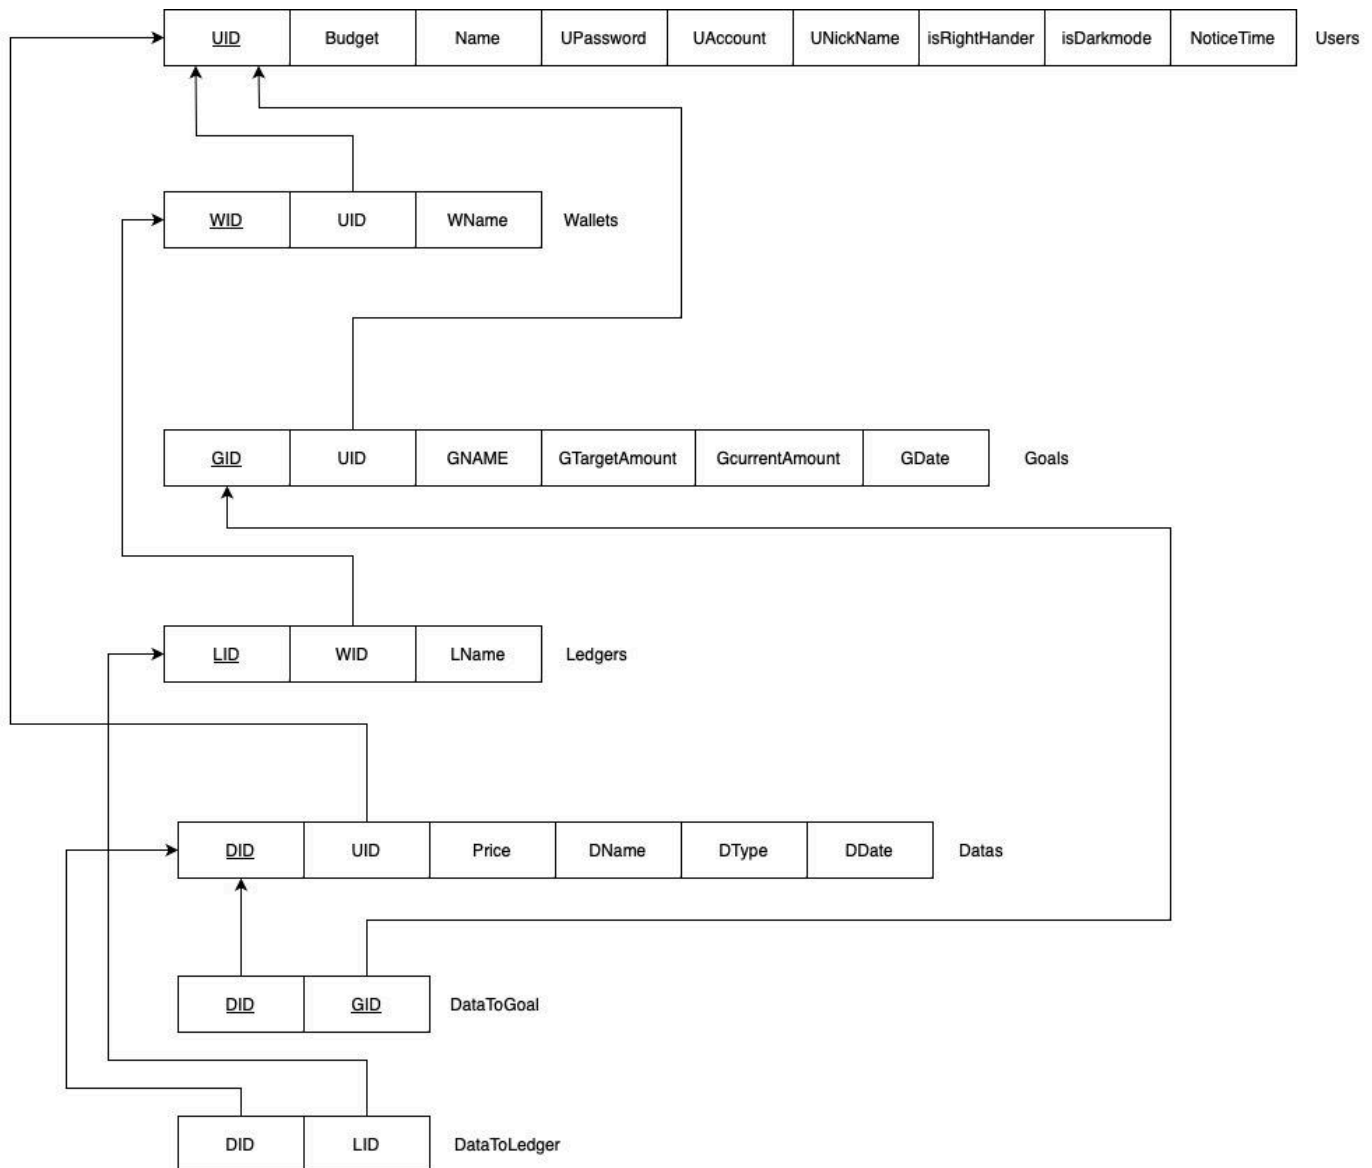 UID Budget Name UPassword UAccount UNickName isRightHander isDarkmode NoticeTime Users
WID UID WName Wallets
GID UID GNAME GTargetAmount GcurrentAmount GDate Goals
LID WID LName Ledgers
DID UID Price DName DType DDate Datas
DID GID DataToGoal
DID LID DataToLedger